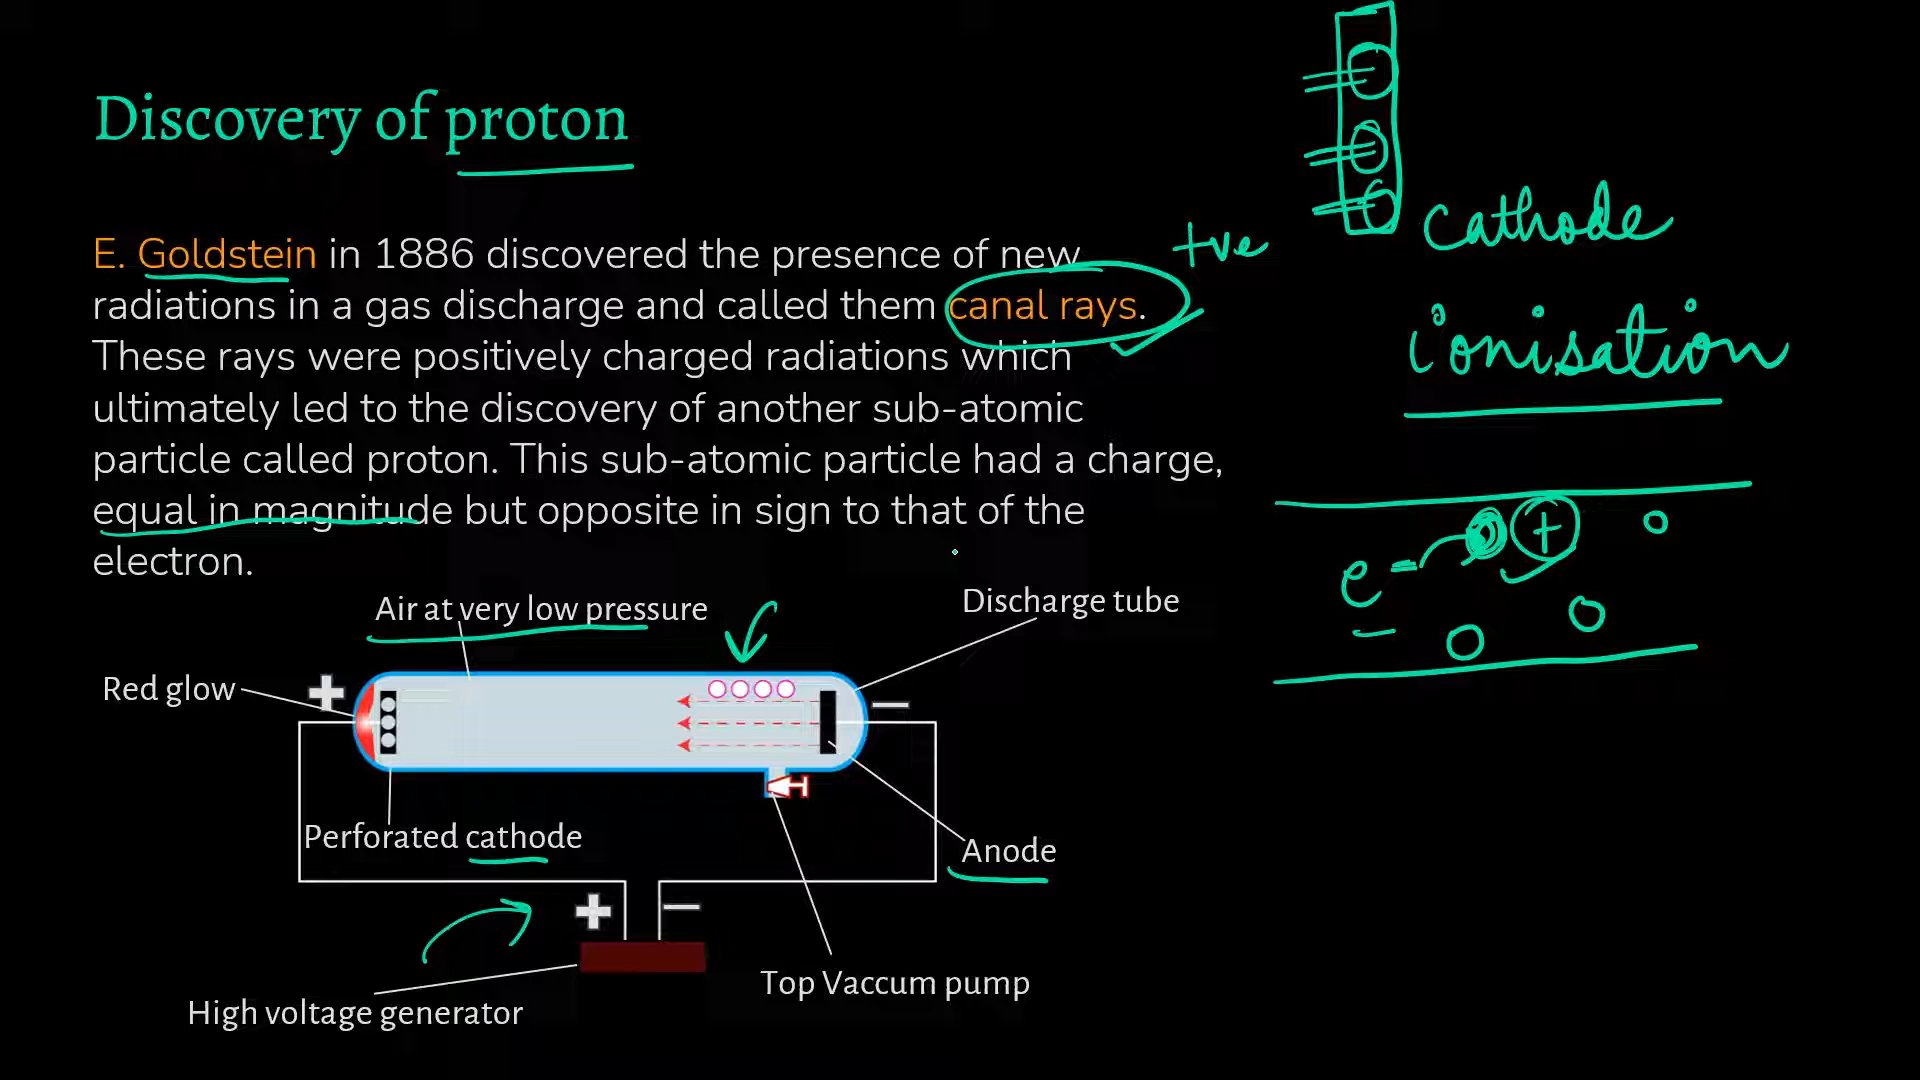 Discovery of proton
E. Goldstein in 1886 discovered the presence of new
radiations in a gas discharge and called them canal rays.
These rays were positively charged radiations which
ultimately led to the discovery of another sub-atomic
particle called proton. This sub-atomic particle had a charge,
equal in magnitude but opposite in sign to that of the
electron.
+ve
cathode
ionisation
e-
+
Air at very low pressure
Discharge tube
Red glow
+
−
Perforated cathode
Anode
+
−
Top Vaccum pump
High voltage generator